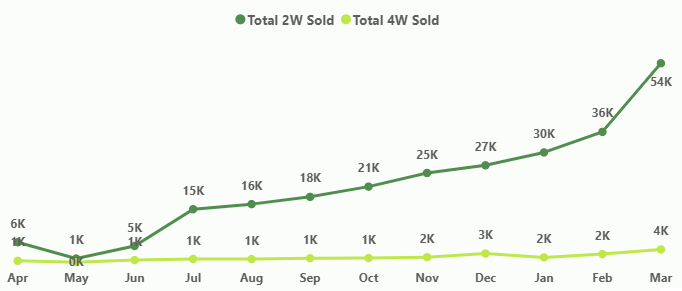 Total 2W Sold Total 4W Sold
54K
36K
30K
27K
25K
21K
18K
16K
15K
6K 1K 5K
1K 0K 1K 1K 1K 1K 1K 2K 3K 2K 2K 4K
Apr May Jun Jul Aug Sep Oct Nov Dec Jan Feb Mar